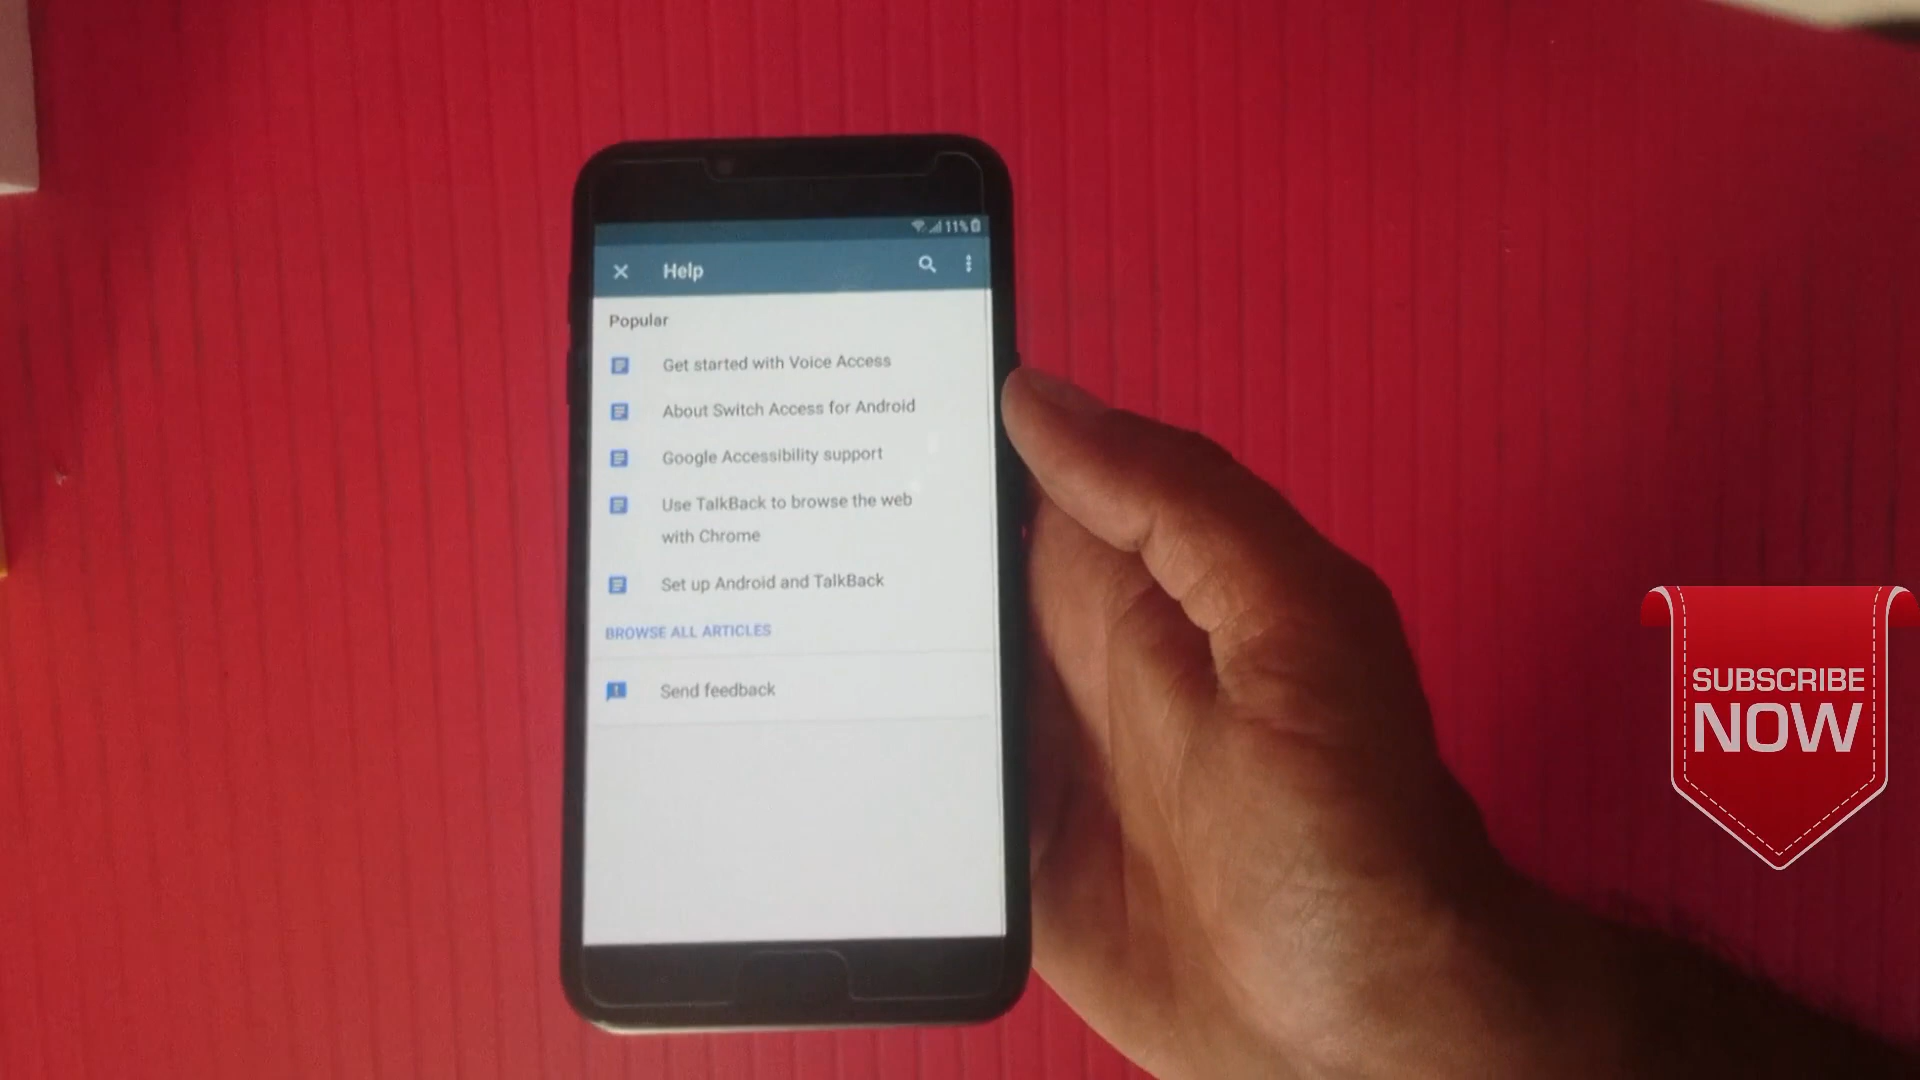 11%
Help
Popular
Get started with Voice Access
About Switch Access for Android
Google Accessibility support
Use TalkBack to browse the web
with Chrome
Set up Android and TalkBack
BROWSE ALL ARTICLES
Send feedback
SUBSCRIBE
NOW